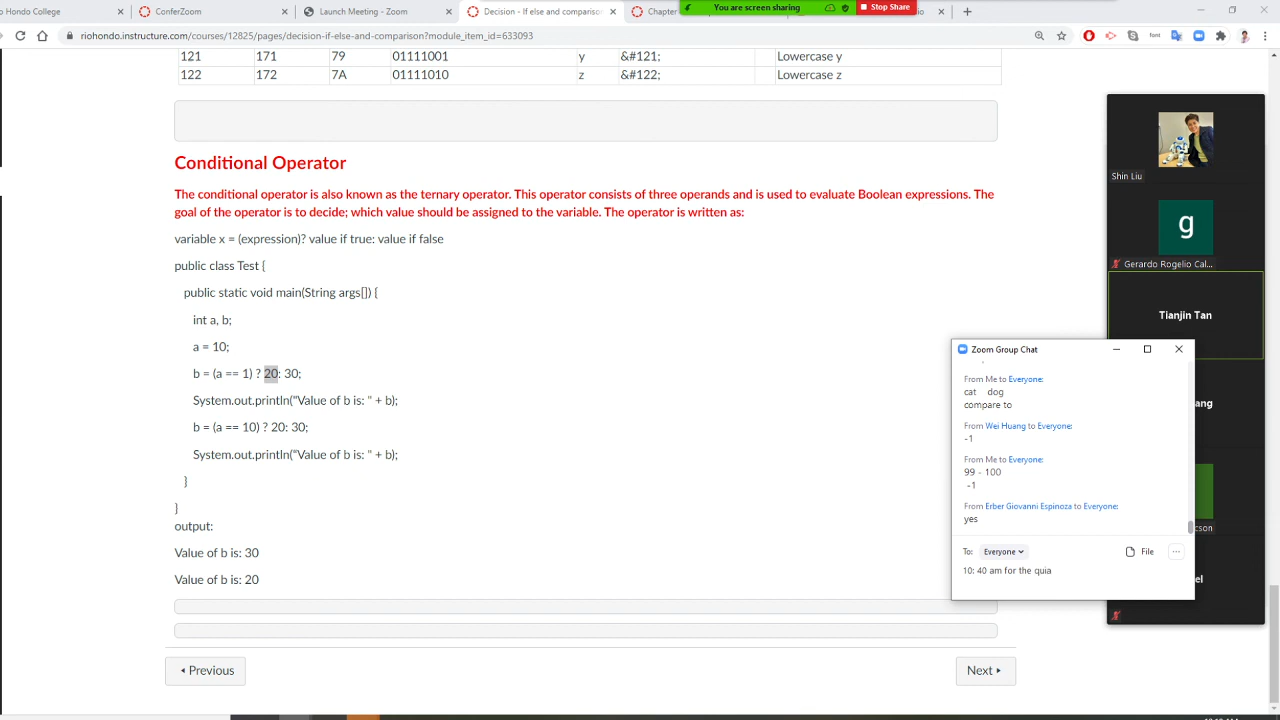 o Hondo College
ConferZoom
Launch Meeting - Zoom
Decision - If else and compariso
Chapter
You are screen sharing
Stop Share
riohondo.instructure.com/courses/12825/pages/decision-if-else-and-comparison?module_item_id=633093
121 171 79 01111001 y &#121; Lowercase y
122 172 7A 01111010 z &#122; Lowercase z
Conditional Operator
The conditional operator is also known as the ternary operator. This operator consists of three operands and is used to evaluate Boolean expressions. The
goal of the operator is to decide; which value should be assigned to the variable. The operator is written as:
variable x = (expression)? value if true: value if false
public class Test {
public static void main(String args[]) {
int a, b;
a = 10;
b = (a == 1) ? 20: 30;
System.out.println("Value of b is: " + b);
b = (a == 10) ? 20: 30;
System.out.println("Value of b is: " + b);
}
}
output:
Value of b is: 30
Value of b is: 20
Previous
Next
Shin Liu
g
Gerardo Rogelio Cal...
Tianjin Tan
ang
cson
el
Zoom Group Chat
From Me to Everyone:
cat dog
compare to
From Wei Huang to Everyone:
-1
From Me to Everyone:
99 - 100
-1
From Erber Giovanni Espinoza to Everyone:
yes
To: Everyone File ...
10: 40 am for the quia